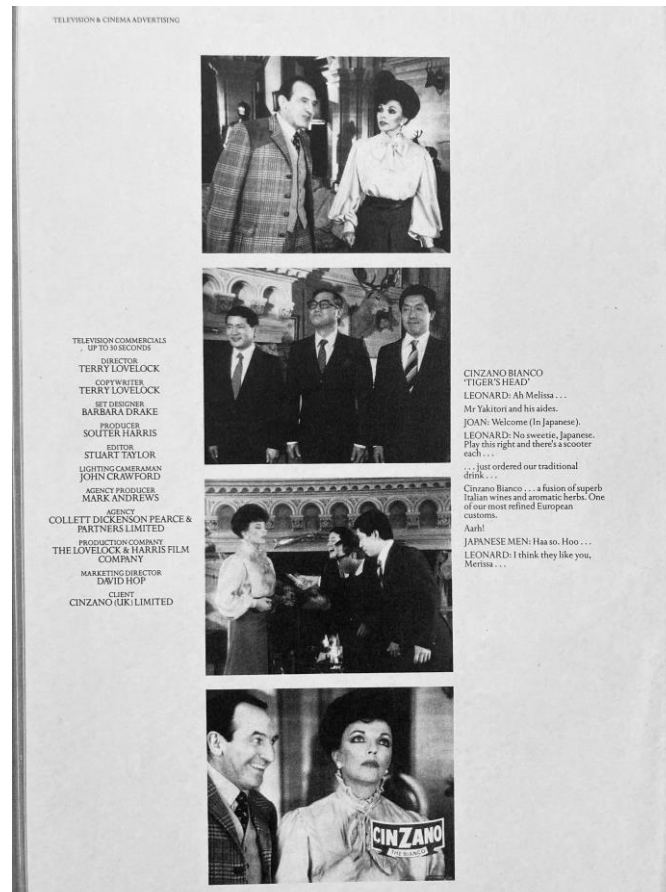 TELEVISION & CINEMA ADVERTISING
TELEVISION COMMERCIALS
UP TO 30 SECONDS
DIRECTOR
TERRY LOVELOCK
COPYWRITER
TERRY LOVELOCK
SET DESIGNER
BARBARA DRAKE
PRODUCER
SOUTER HARRIS
EDITOR
STUART TAYLOR
LIGHTING CAMERAMAN
JOHN CRAWFORD
AGENCY PRODUCER
MARK ANDREWS
AGENCY
COLLETT DICKENSON PEARCE &
PARTNERS LIMITED
PRODUCTION COMPANY
THE LOVELOCK & HARRIS FILM
COMPANY
MARKETING DIRECTOR
DAVID HOP
CLIENT
CINZANO (UK) LIMITED
CINZANO BIANCO
'TIGER'S HEAD'
LEONARD: Ah Melissa . . .
Mr Yakitori and his aides.
JOAN: Welcome (In Japanese).
LEONARD: No sweetie, Japanese.
Play this right and there's a scooter
each . . .
. . . just ordered our traditional
drink . . .
Cinzano Bianco . . . a fusion of superb
Italian wines and aromatic herbs. One
of our most refined European
customs.
Aarh!
JAPANESE MEN: Haa so. Hoo . . .
LEONARD: I think they like you,
Merissa . . .
CINZANO
THE BIANCO